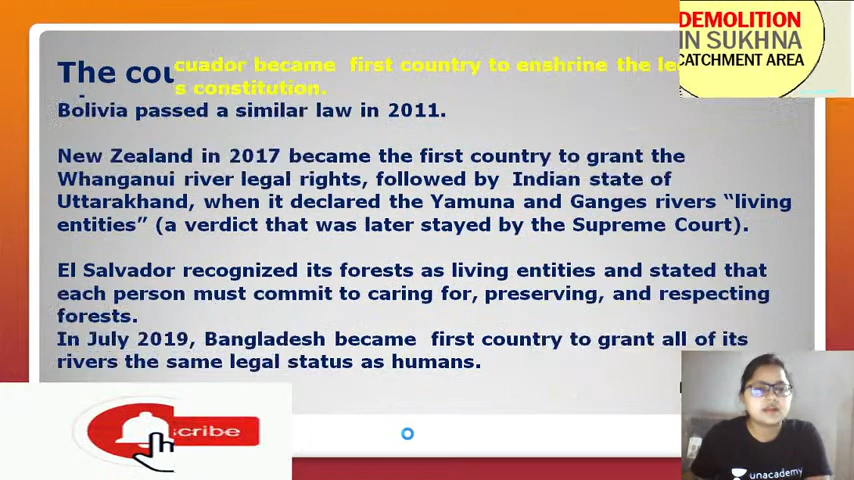 DEMOLITION
IN SUKHNA
CATCHMENT AREA
The cou
cuador became first country to enshrine the le
s constitution.
Bolivia passed a similar law in 2011.
New Zealand in 2017 became the first country to grant the
Whanganui river legal rights, followed by Indian state of
Uttarakhand, when it declared the Yamuna and Ganges rivers “living
entities” (a verdict that was later stayed by the Supreme Court).
El Salvador recognized its forests as living entities and stated that
each person must commit to caring for, preserving, and respecting
forests.
In July 2019, Bangladesh became first country to grant all of its
rivers the same legal status as humans.
scribe
unacademy